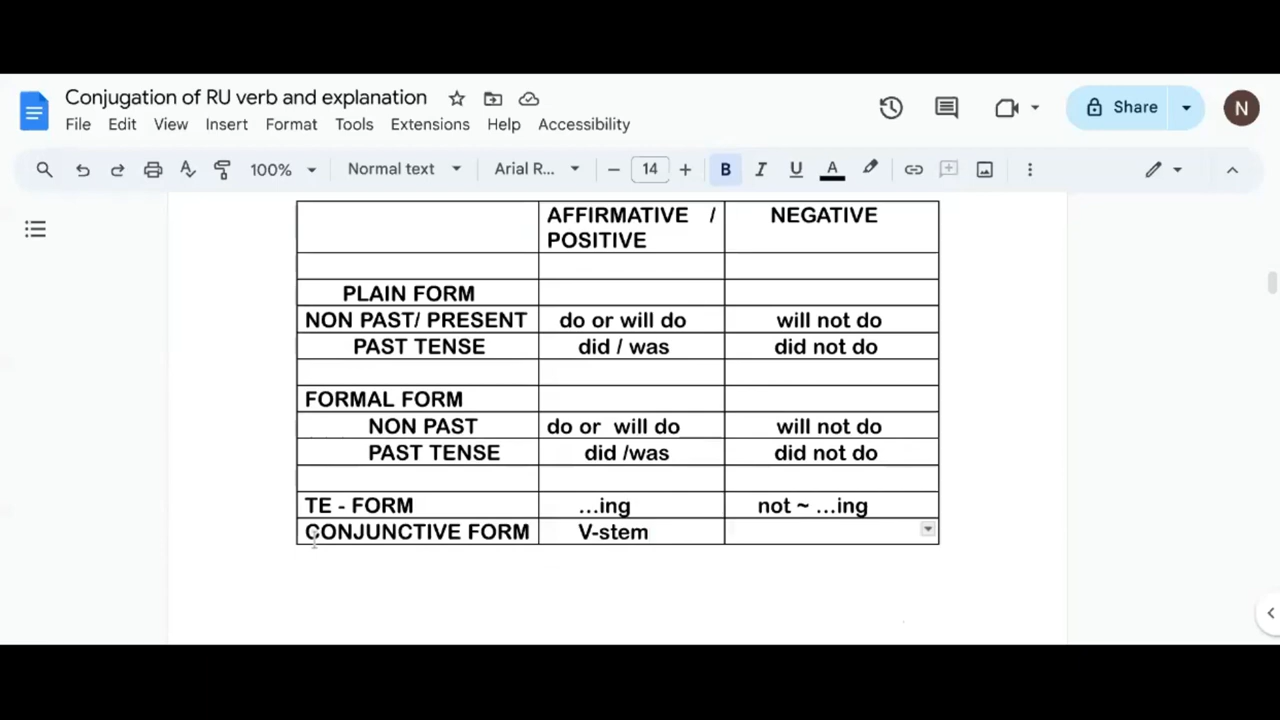 Conjugation of RU verb and explanation
File Edit View Insert Format Tools Extensions Help Accessibility
Share
N
100% Normal text Arial R... 14 B I U A
AFFIRMATIVE / NEGATIVE
POSITIVE
PLAIN FORM
NON PAST/ PRESENT do or will do will not do
PAST TENSE did / was did not do
FORMAL FORM
NON PAST do or will do will not do
PAST TENSE did /was did not do
TE - FORM ...ing not ~ ...ing
CONJUNCTIVE FORM V-stem